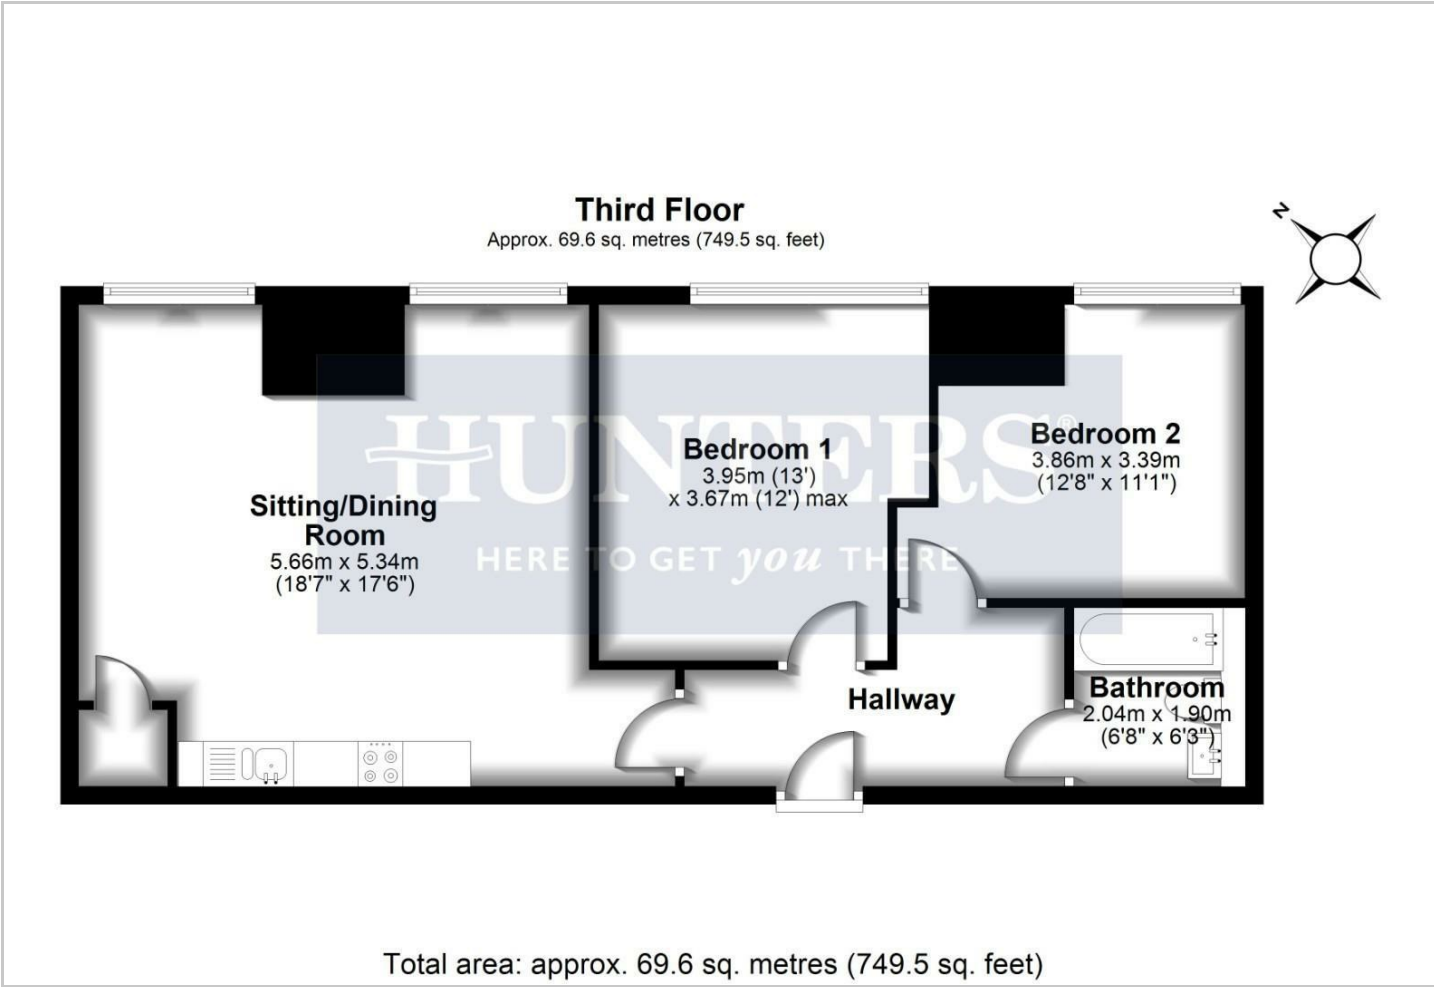 Third Floor
Approx. 69.6 sq. metres (749.5 sq. feet)
N
HUNTERS®
HERE TO GET you THERE
Sitting/Dining
Room
5.66m x 5.34m
(18'7" x 17'6")
Bedroom 1
3.95m (13')
x 3.67m (12') max
Bedroom 2
3.86m x 3.39m
(12'8" x 11'1")
Hallway
Bathroom
2.04m x 1.90m
(6'8" x 6'3")
Total area: approx. 69.6 sq. metres (749.5 sq. feet)